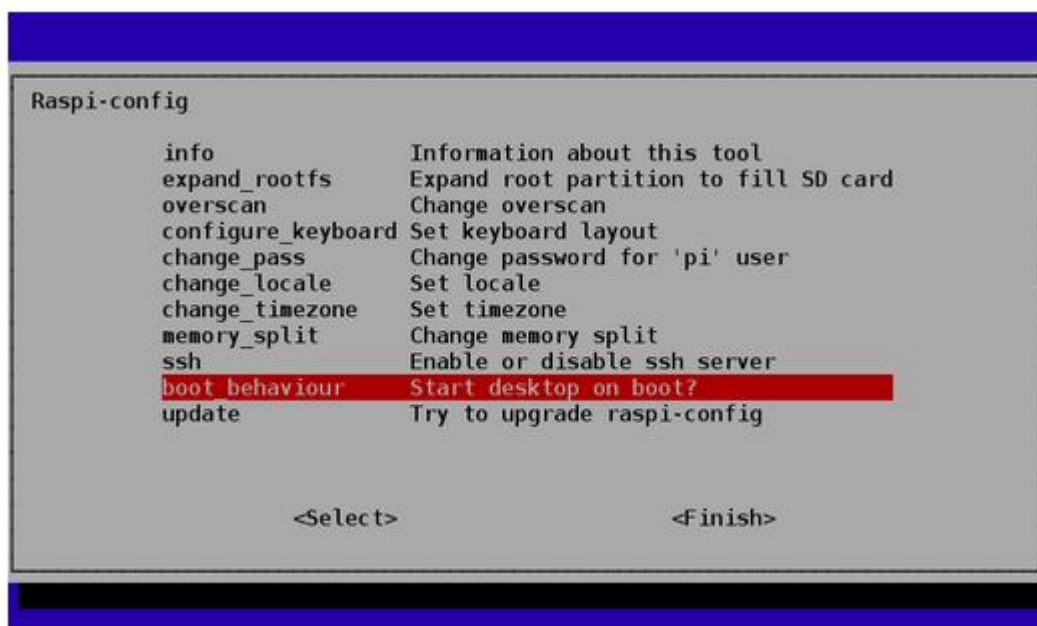 Raspi-config
info Information about this tool
expand_rootfs Expand root partition to fill SD card
overscan Change overscan
configure_keyboard Set keyboard layout
change_pass Change password for 'pi' user
change_locale Set locale
change_timezone Set timezone
memory_split Change memory split
ssh Enable or disable ssh server
boot_behaviour Start desktop on boot?
update Try to upgrade raspi-config
<Select> <Finish>